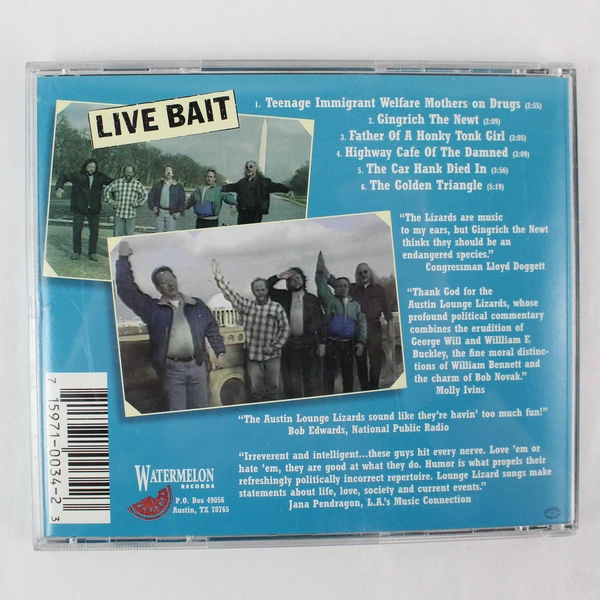 LIVE BAIT
1. Teenage Immigrant Welfare Mothers on Drugs (2:55)
2. Gingrich The Newt (2:09)
3. Father Of A Honky Tonk Girl (3:05)
4. Highway Cafe Of The Damned (3:09)
5. The Car Hank Died In (3:56)
6. The Golden Triangle (5:19)
"The Lizards are music
to my ears, but Gingrich the Newt
thinks they should be an
endangered species."
Congressman Lloyd Doggett
"Thank God for the
Austin Lounge Lizards, whose
profound political commentary
combines the erudition of
George Will and Willliam F.
Buckley, the fine moral distinc-
tions of William Bennett and
the charm of Bob Novak."
Molly Ivins
"The Austin Lounge Lizards sound like they're havin' too much fun!"
Bob Edwards, National Public Radio
"Irreverent and intelligent...these guys hit every nerve. Love 'em or
hate 'em, they are good at what they do. Humor is what propels their
refreshingly politically incorrect repertoire. Lounge Lizard songs make
statements about life, love, society and current events."
Jana Pendragon, L.A.'s Music Connection
WATERMELON
RECORDS
P.O. Box 49056
Austin, TX 78765
7 15971-0034-2 3